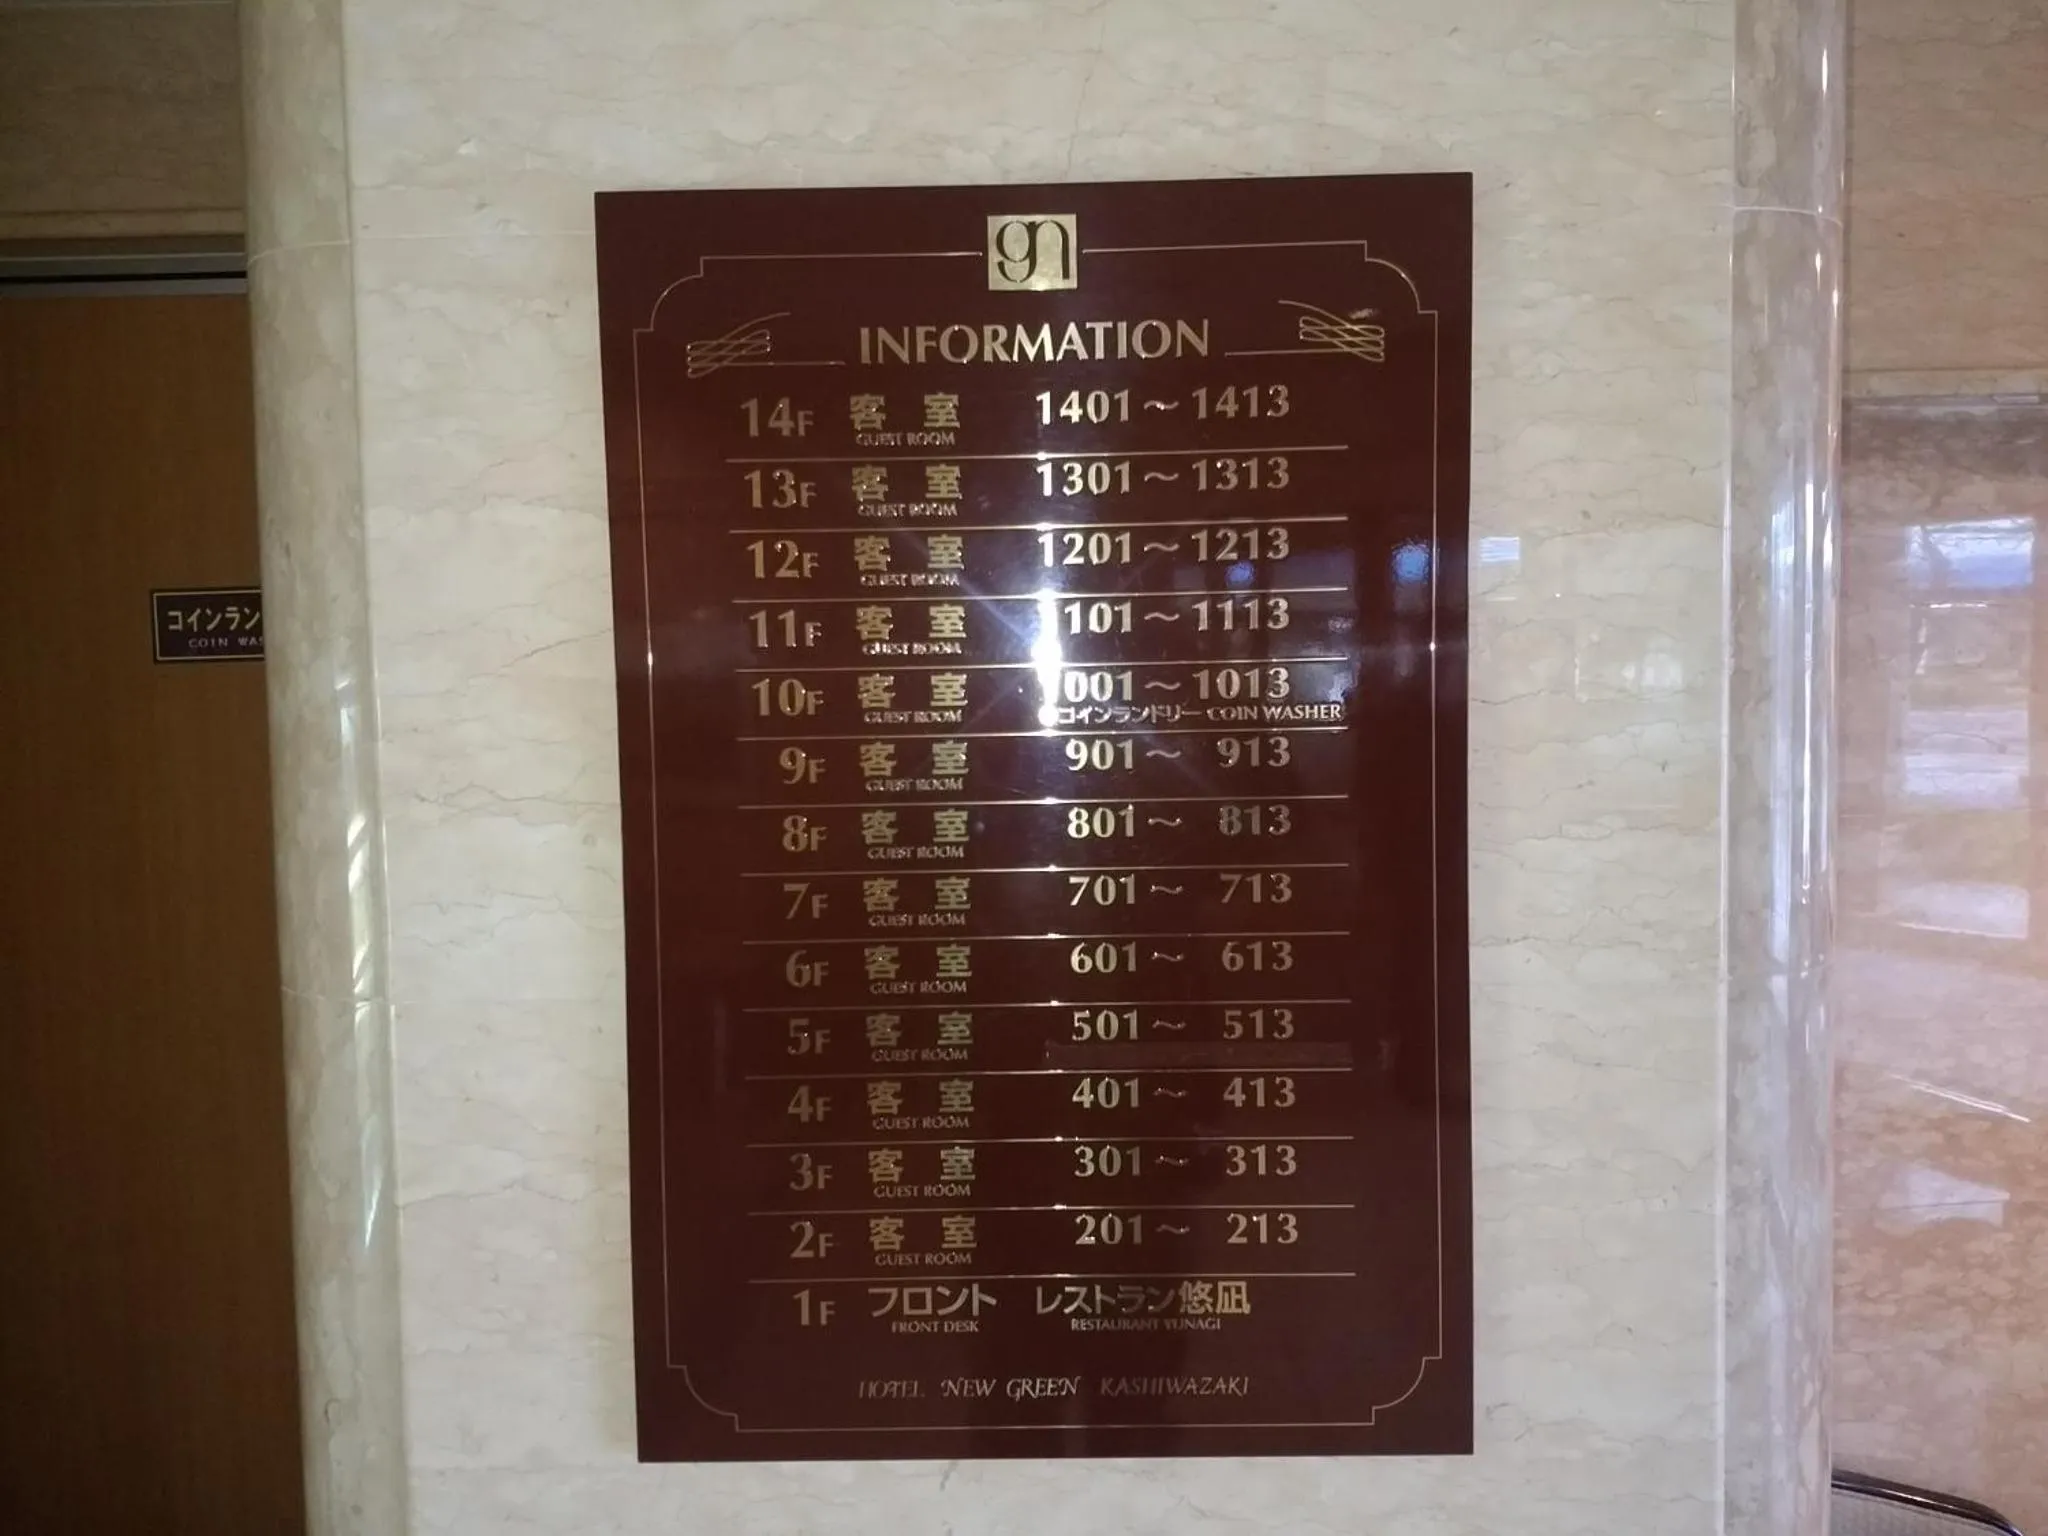 gn
INFORMATION
14F 客 室 1401～1413
GUEST ROOM
13F 客 室 1301～1313
GUEST ROOM
12F 客 室 1201～1213
GUEST ROOM
11F 客 室 1101～1113
GUEST ROOM
10F 客 室 1001～1013
GUEST ROOM コインランドリー COIN WASHER
9F 客 室 901～ 913
GUEST ROOM
8F 客 室 801～ 813
GUEST ROOM
7F 客 室 701～ 713
GUEST ROOM
6F 客 室 601～ 613
GUEST ROOM
5F 客 室 501～ 513
GUEST ROOM
4F 客 室 401～ 413
GUEST ROOM
3F 客 室 301～ 313
GUEST ROOM
2F 客 室 201～ 213
GUEST ROOM
1F フロント レストラン悠凪
FRONT DESK RESTAURANT YUNAGI
HOTEL NEW GREEN KASHIWAZAKI
コインラン
COIN WAS